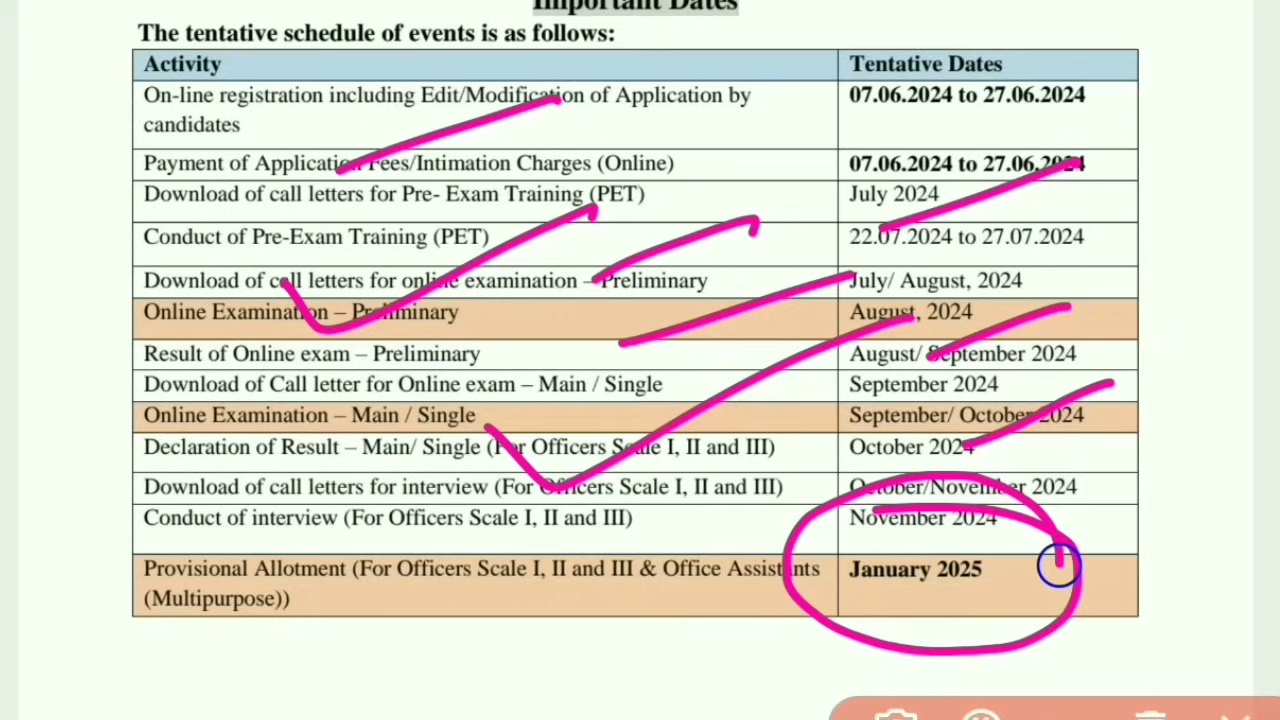 Important Dates
The tentative schedule of events is as follows:
Activity Tentative Dates
On-line registration including Edit/Modification of Application by 07.06.2024 to 27.06.2024
candidates
Payment of Application Fees/Intimation Charges (Online) 07.06.2024 to 27.06.2024
Download of call letters for Pre- Exam Training (PET) July 2024
Conduct of Pre-Exam Training (PET) 22.07.2024 to 27.07.2024
Download of call letters for online examination – Preliminary July/ August, 2024
Online Examination – Preliminary August, 2024
Result of Online exam – Preliminary August/ September 2024
Download of Call letter for Online exam – Main / Single September 2024
Online Examination – Main / Single September/ October 2024
Declaration of Result – Main/ Single (For Officers Scale I, II and III) October 2024
Download of call letters for interview (For Officers Scale I, II and III) October/November 2024
Conduct of interview (For Officers Scale I, II and III) November 2024
Provisional Allotment (For Officers Scale I, II and III & Office Assistants January 2025
(Multipurpose))